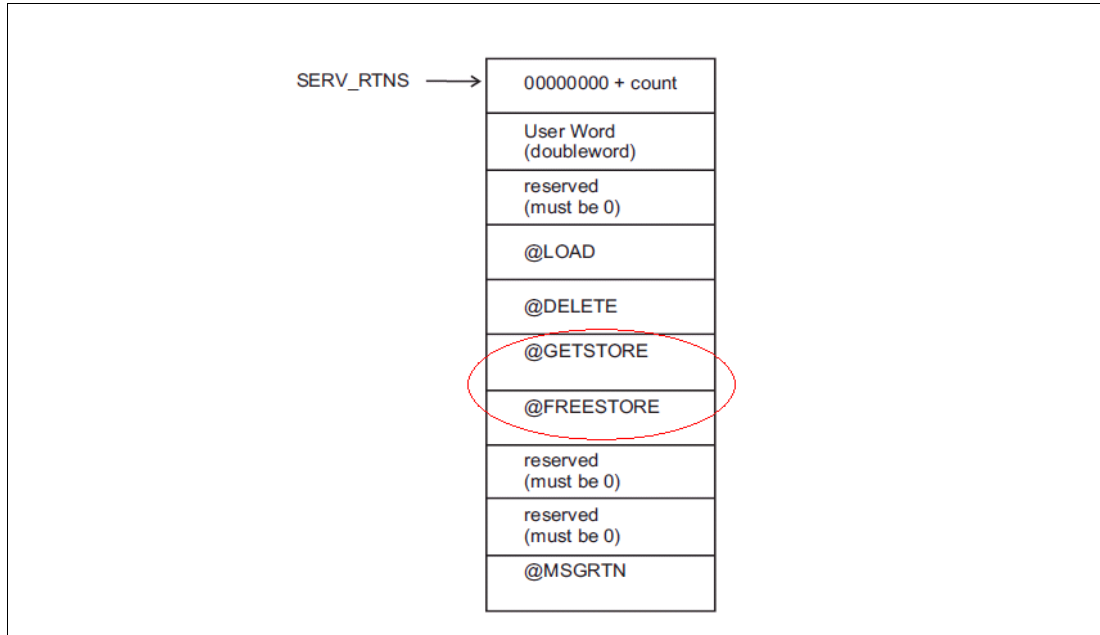 SERV_RTNS
00000000 + count
User Word
(doubleword)
reserved
(must be 0)
@LOAD
@DELETE
@GETSTORE
@FREESTORE
reserved
(must be 0)
reserved
(must be 0)
@MSGRTN